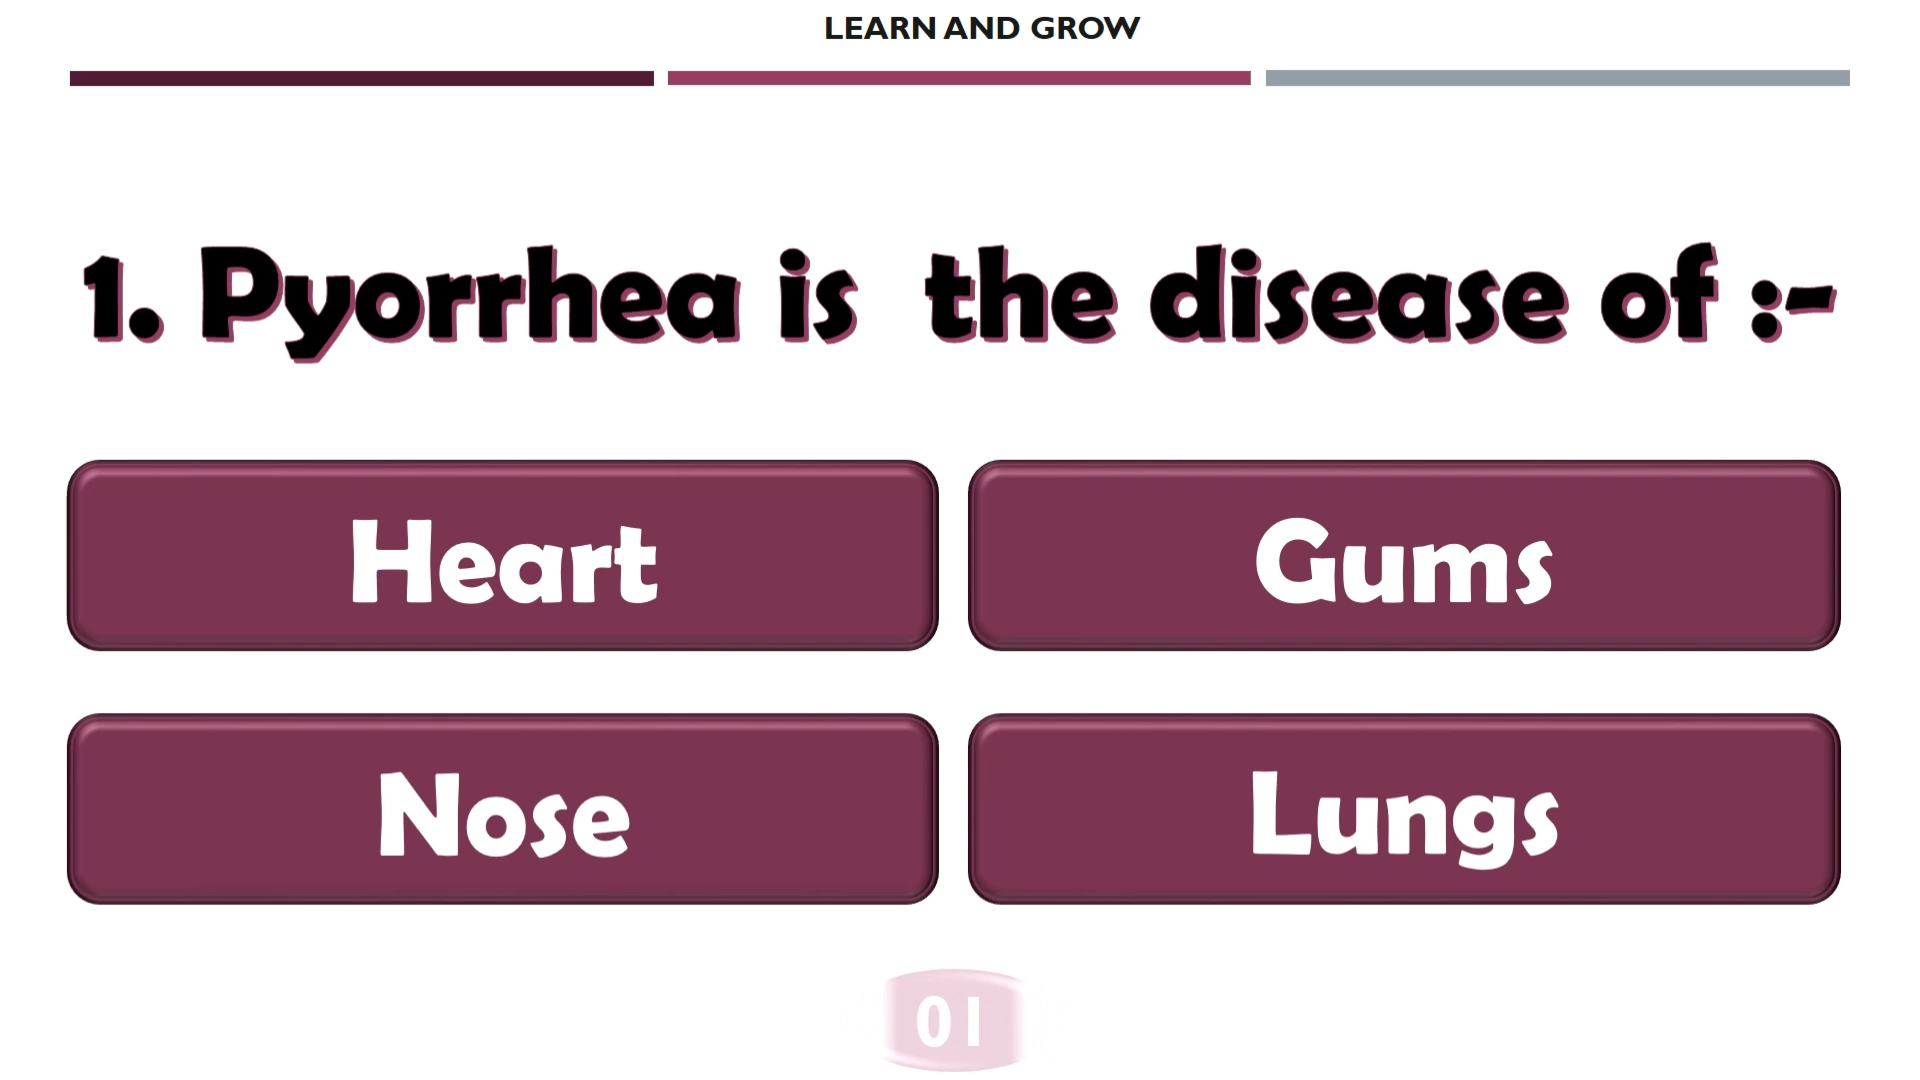 LEARN AND GROW
1. Pyorrhea is the disease of :-
Heart
Gums
Nose
Lungs
01